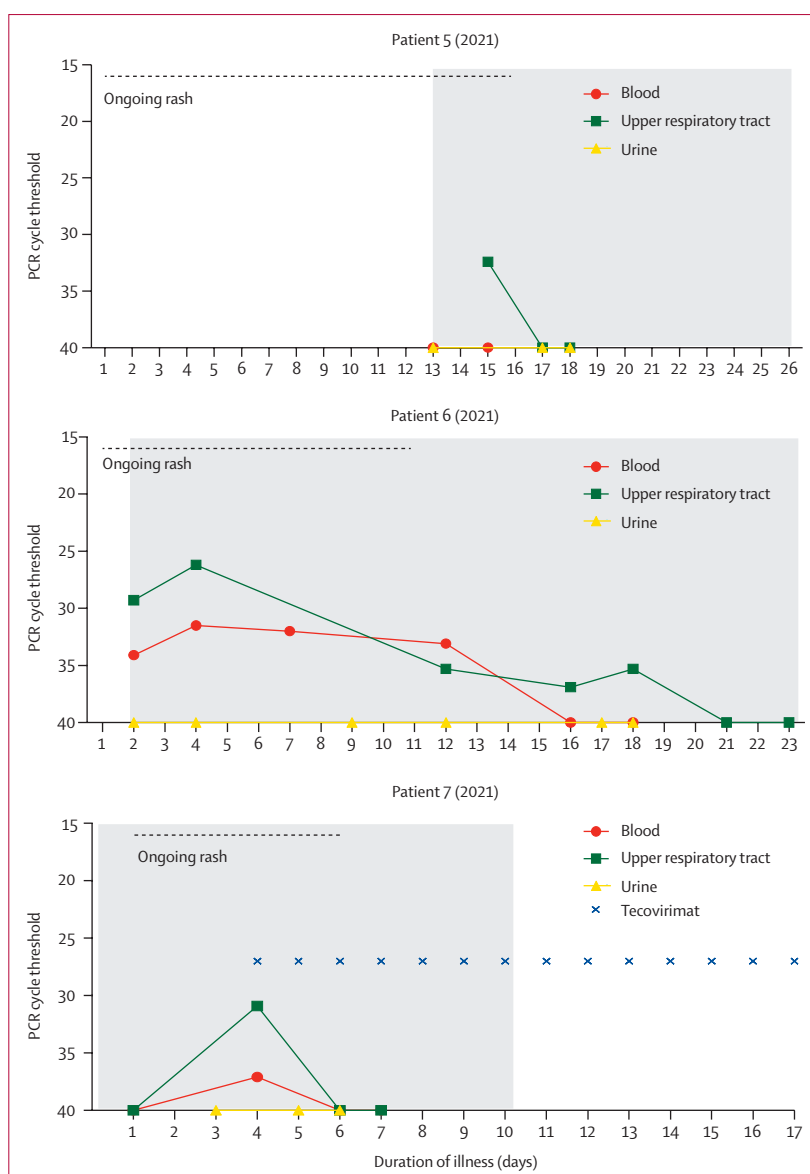 Patient 5 (2021)
15
20
25
30
35
40
PCR cycle threshold
Ongoing rash
Blood
Upper respiratory tract
Urine
1 2 3 4 5 6 7 8 9 10 11 12 13 14 15 16 17 18 19 20 21 22 23 24 25 26
Patient 6 (2021)
15
20
25
30
35
40
PCR cycle threshold
Ongoing rash
Blood
Upper respiratory tract
Urine
1 2 3 4 5 6 7 8 9 10 11 12 13 14 15 16 17 18 19 20 21 22 23
Patient 7 (2021)
15
20
25
30
35
40
PCR cycle threshold
Ongoing rash
Blood
Upper respiratory tract
Urine
Tecovirimat
1 2 3 4 5 6 7 8 9 10 11 12 13 14 15 16 17
Duration of illness (days)